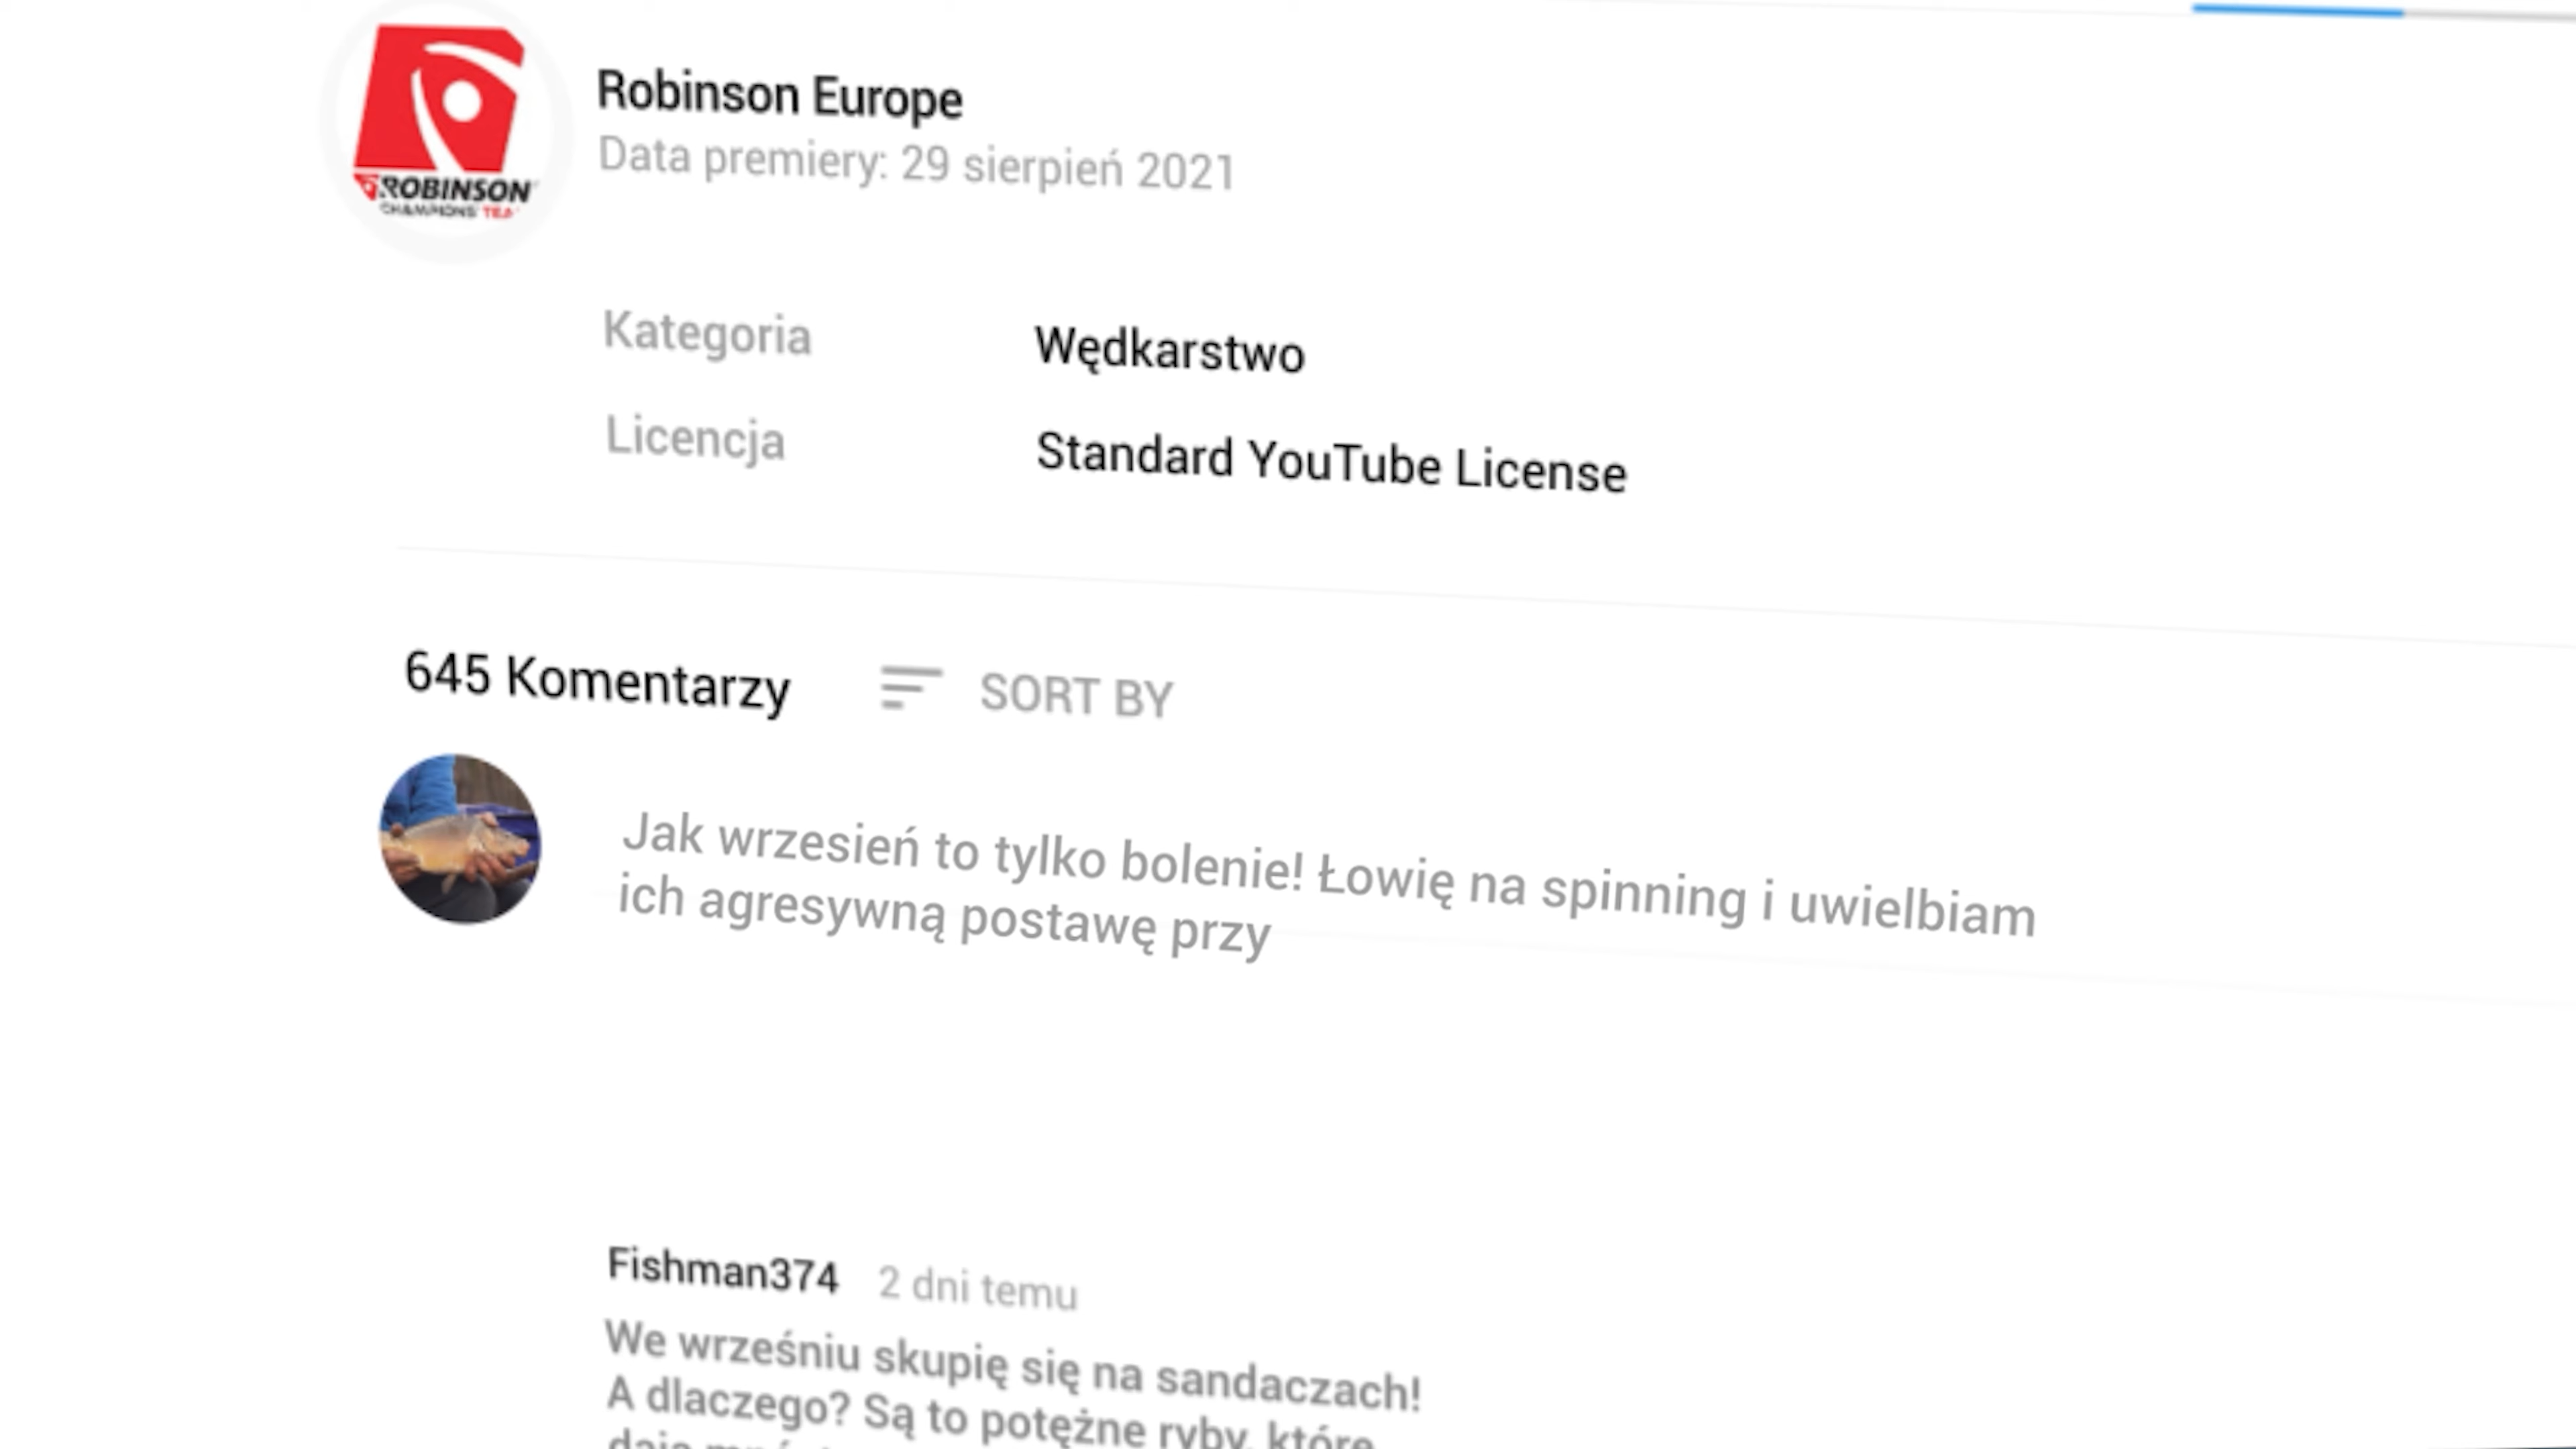 ROBINSON
CHAMPIONS'
Robinson Europe
Data premiery: 29 sierpień 2021
Kategoria Wędkarstwo
Licencja Standard YouTube License
645 Komentarzy SORT BY
Jak wrzesień to tylko bolenie! Łowię na spinning i uwielbiam
ich agresywną postawę przy
Fishman374 2 dni temu
We wrześniu skupię się na sandaczach!
A dlaczego? Są to potężne ryby, które